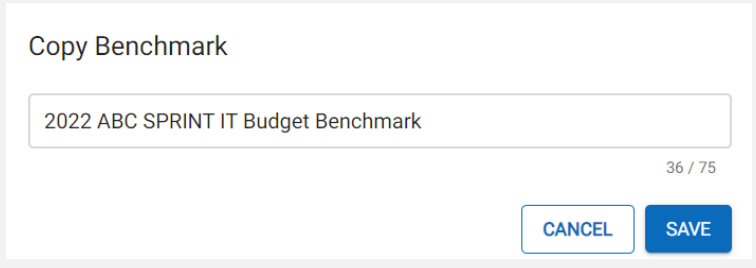 Copy Benchmark
2022 ABC SPRINT IT Budget Benchmark
36 / 75
CANCEL SAVE